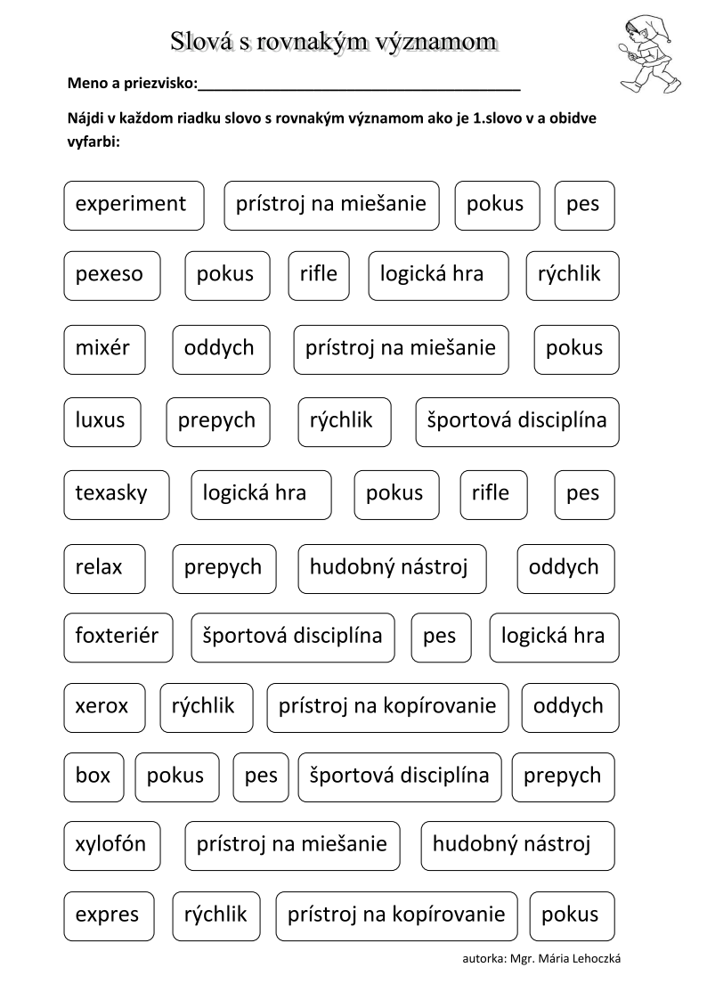 Slová s rovnakým významom
Meno a priezvisko:_______________________________________
Nájdi v každom riadku slovo s rovnakým významom ako je 1.slovo v a obidve
vyfarbi:
experiment prístroj na miešanie pokus pes
pexeso pokus rifle logická hra rýchlik
mixér oddych prístroj na miešanie pokus
luxus prepych rýchlik športová disciplína
texasky logická hra pokus rifle pes
relax prepych hudobný nástroj oddych
foxteriér športová disciplína pes logická hra
xerox rýchlik prístroj na kopírovanie oddych
box pokus pes športová disciplína prepych
xylofón prístroj na miešanie hudobný nástroj
expres rýchlik prístroj na kopírovanie pokus
autorka: Mgr. Mária Lehoczká